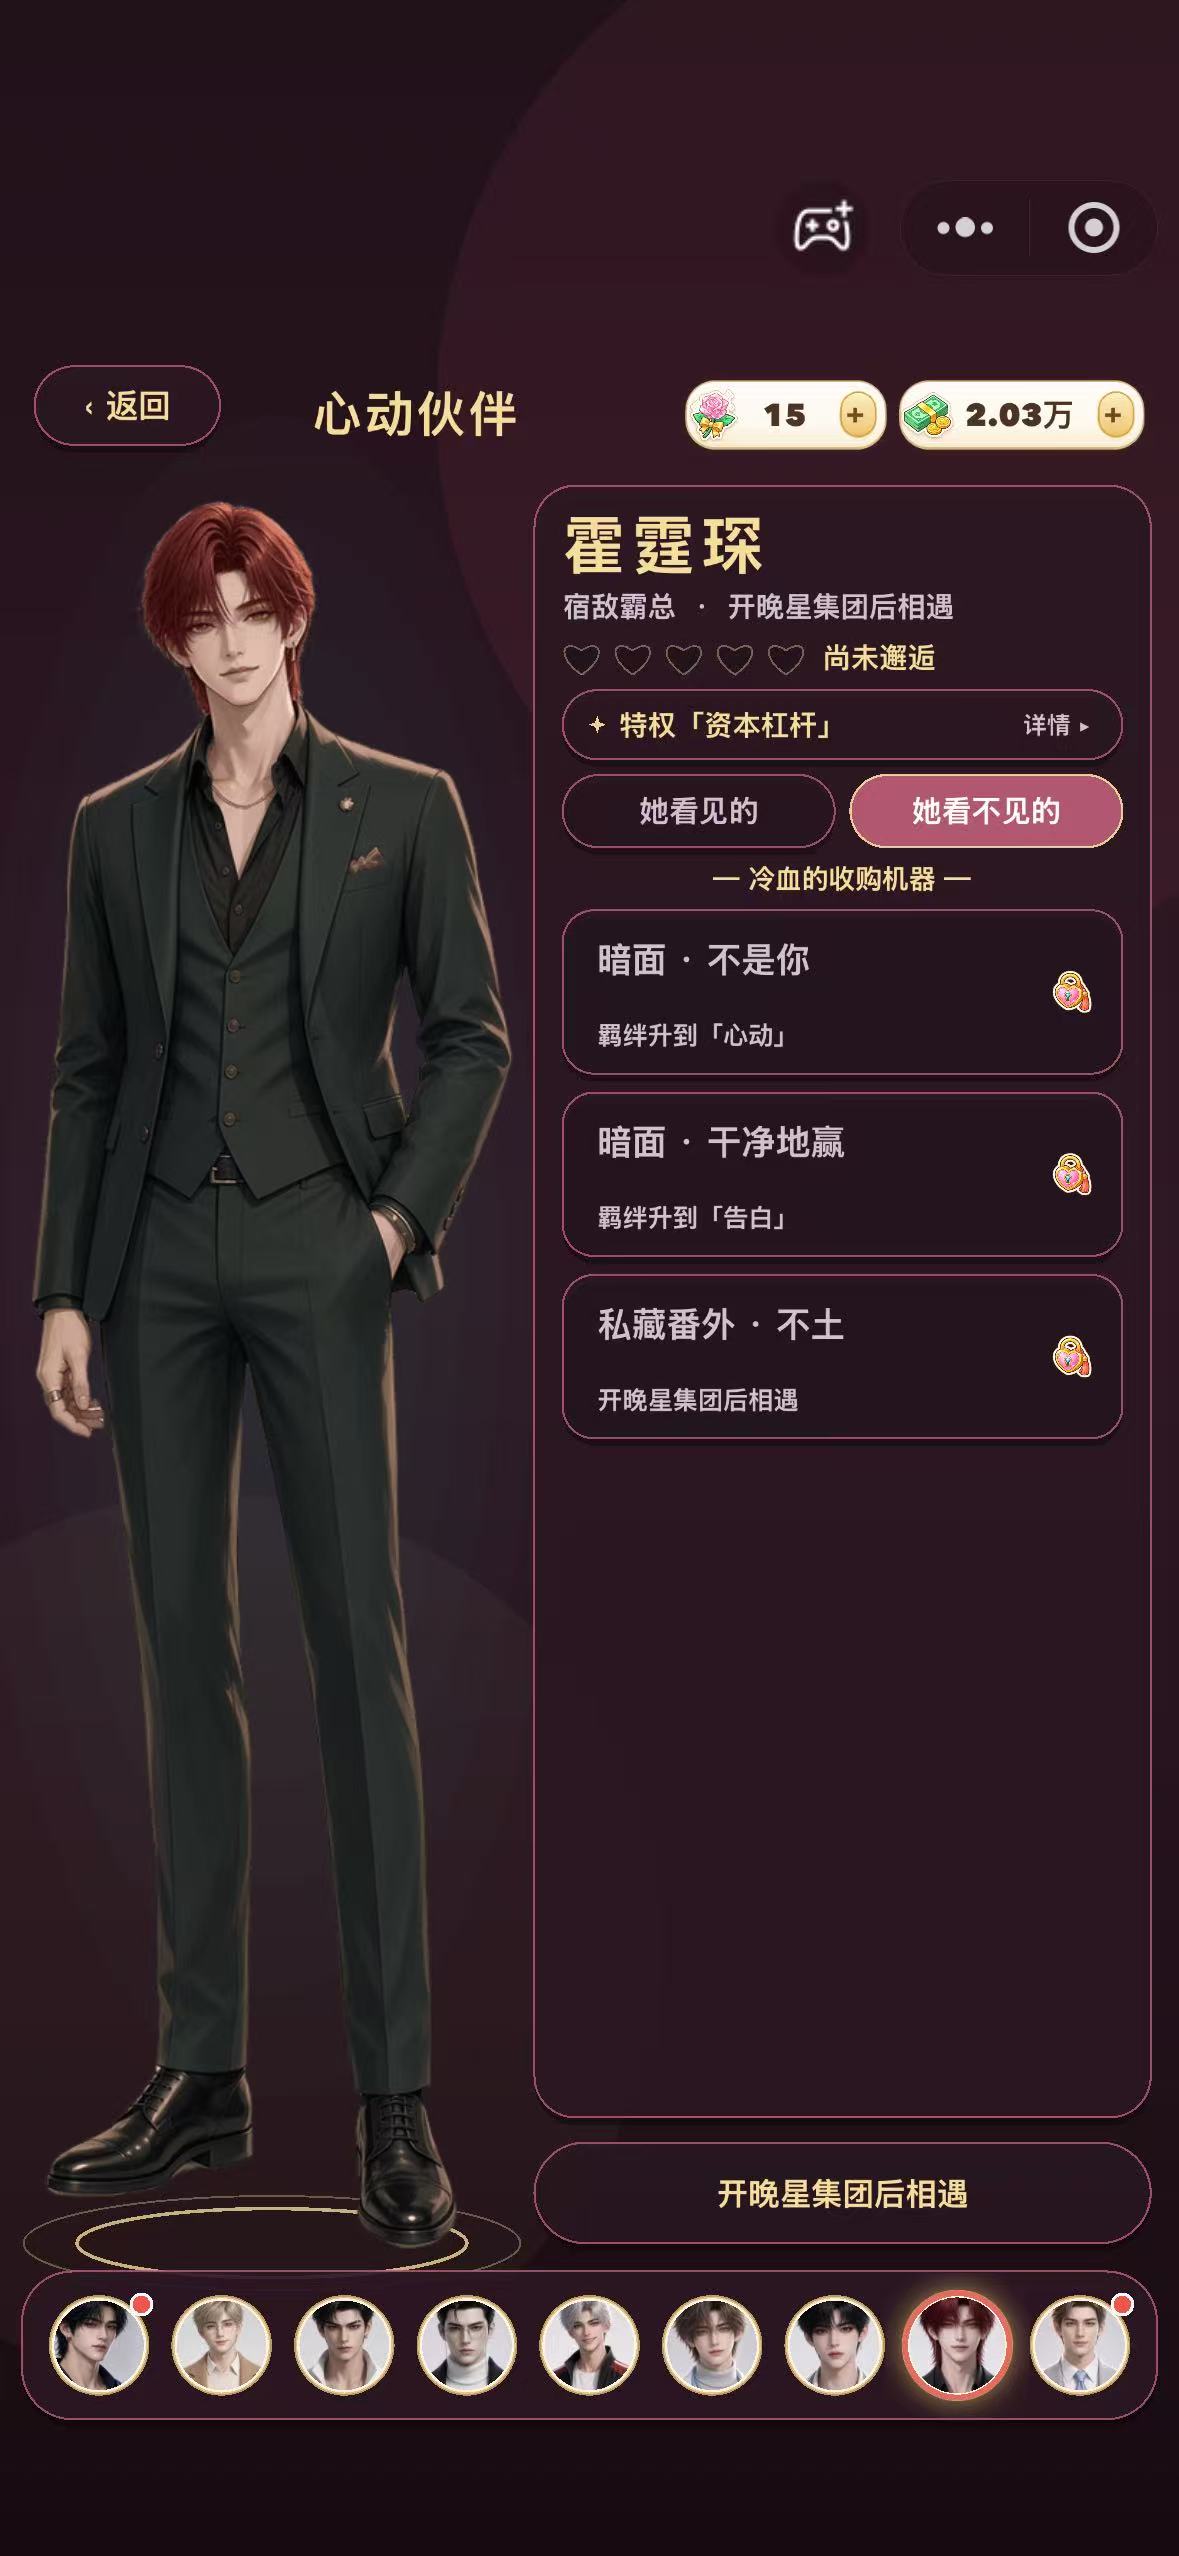 ‹ 返回
心动伙伴
15 +
2.03万 +
霍霆琛
宿敌霸总 · 开晚星集团后相遇
尚未邂逅
特权「资本杠杆」 详情 ▸
她看见的 她看不见的
— 冷血的收购机器 —
暗面 · 不是你
羁绊升到「心动」
暗面 · 干净地赢
羁绊升到「告白」
私藏番外 · 不土
开晚星集团后相遇
开晚星集团后相遇